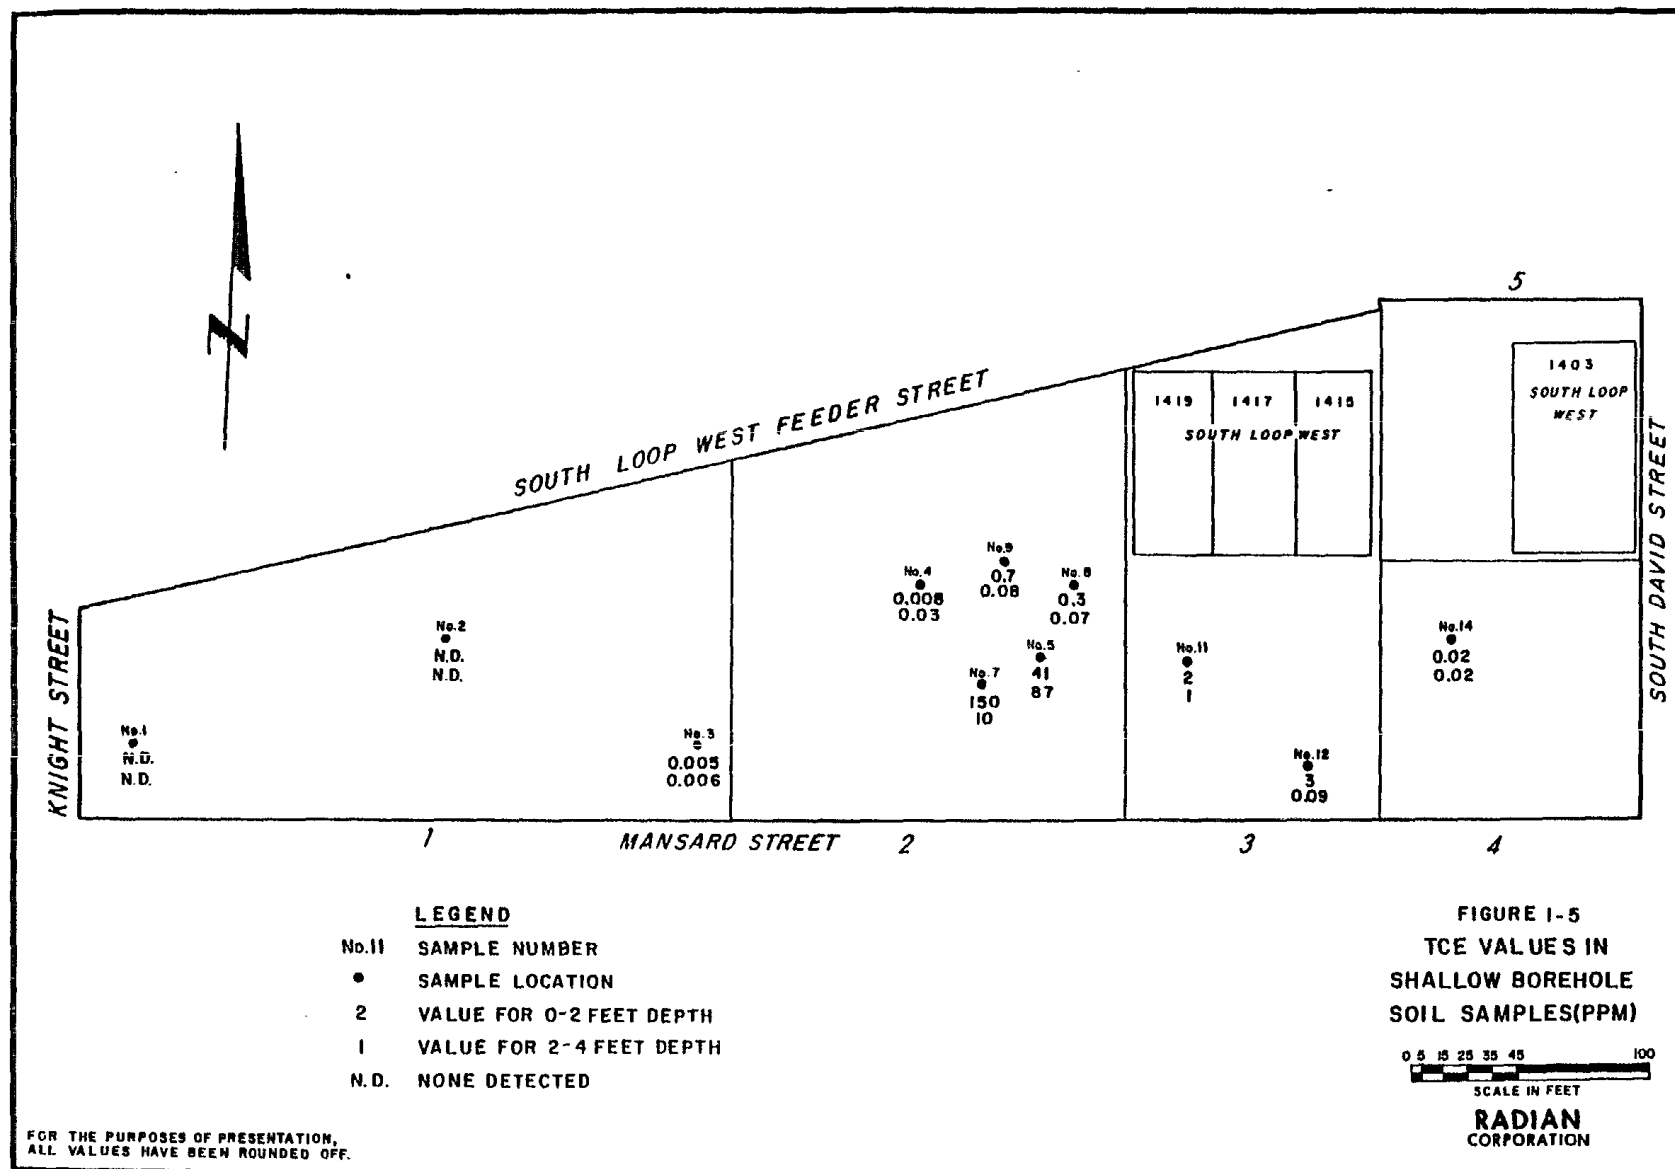 5
1403
SOUTH LOOP
WEST
1419 1417 1415
SOUTH LOOP WEST
SOUTH LOOP WEST FEEDER STREET
SOUTH DAVID STREET
KNIGHT STREET
Z
No.9
0.7
0.08
No.4
0.008
0.03
No.8
0.3
0.07
No.2
N.D.
N.D.
No.5
41
87
No.7
150
10
No.11
2
1
No.14
0.02
0.02
No.1
N.D.
N.D.
No.3
0.005
0.006
No.12
3
0.09
1 MANSARD STREET 2 3 4
LEGEND
No.11 SAMPLE NUMBER
● SAMPLE LOCATION
2 VALUE FOR 0-2 FEET DEPTH
1 VALUE FOR 2-4 FEET DEPTH
N.D. NONE DETECTED
FIGURE 1-5
TCE VALUES IN
SHALLOW BOREHOLE
SOIL SAMPLES(PPM)
0 5 15 25 35 45 100
SCALE IN FEET
RADIAN
CORPORATION
FOR THE PURPOSES OF PRESENTATION,
ALL VALUES HAVE BEEN ROUNDED OFF.